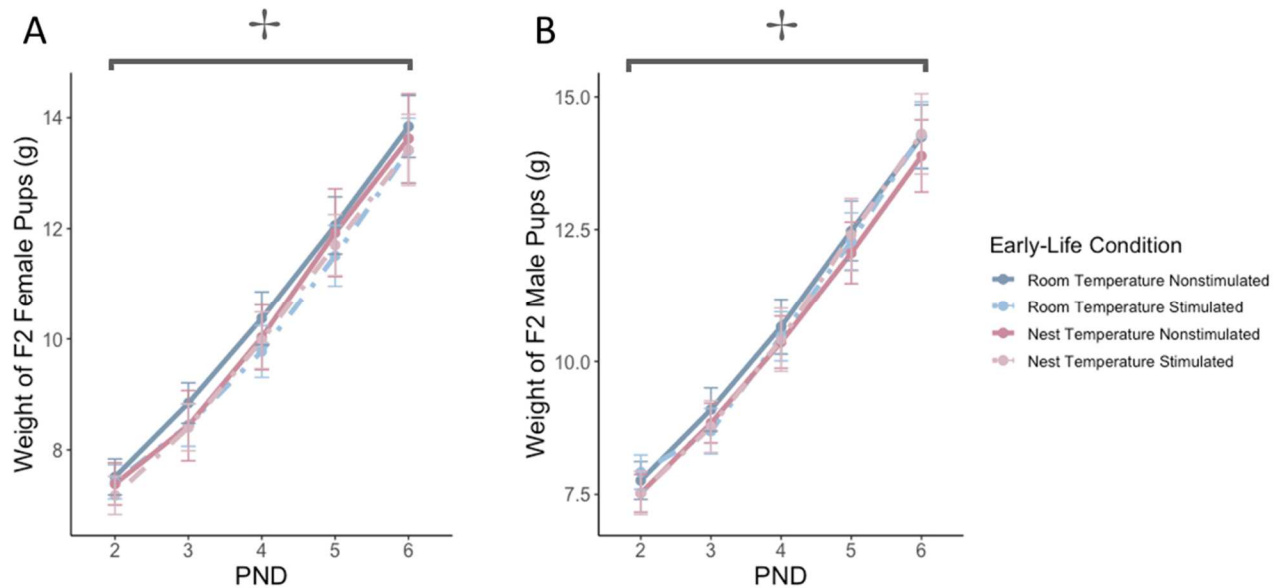 A
✢
Weight of F2 Female Pups (g)
14
12
10
8
2 3 4 5 6
PND
B
✢
Weight of F2 Male Pups (g)
15.0
12.5
10.0
7.5
2 3 4 5 6
PND
Early-Life Condition
Room Temperature Nonstimulated
Room Temperature Stimulated
Nest Temperature Nonstimulated
Nest Temperature Stimulated